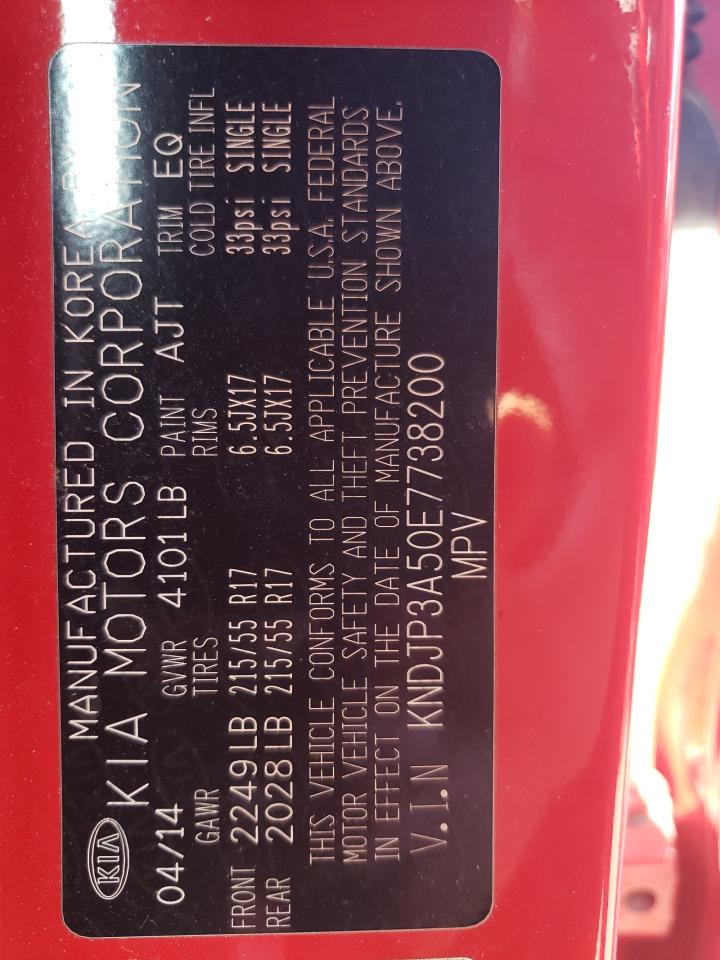 MANUFACTURED IN KOREA BY
KIA KIA MOTORS CORPORATION
04/14 GVWR 4101LB PAINT AJT TRIM EQ
GAWR TIRES RIMS COLD TIRE INFL
FRONT 2249LB 215/55 R17 6.5JX17 33psi SINGLE
REAR 2028LB 215/55 R17 6.5JX17 33psi SINGLE
THIS VEHICLE CONFORMS TO ALL APPLICABLE U.S.A. FEDERAL
MOTOR VEHICLE SAFETY AND THEFT PREVENTION STANDARDS
IN EFFECT ON THE DATE OF MANUFACTURE SHOWN ABOVE.
V.I.N KNDJP3A50E7738200
MPV